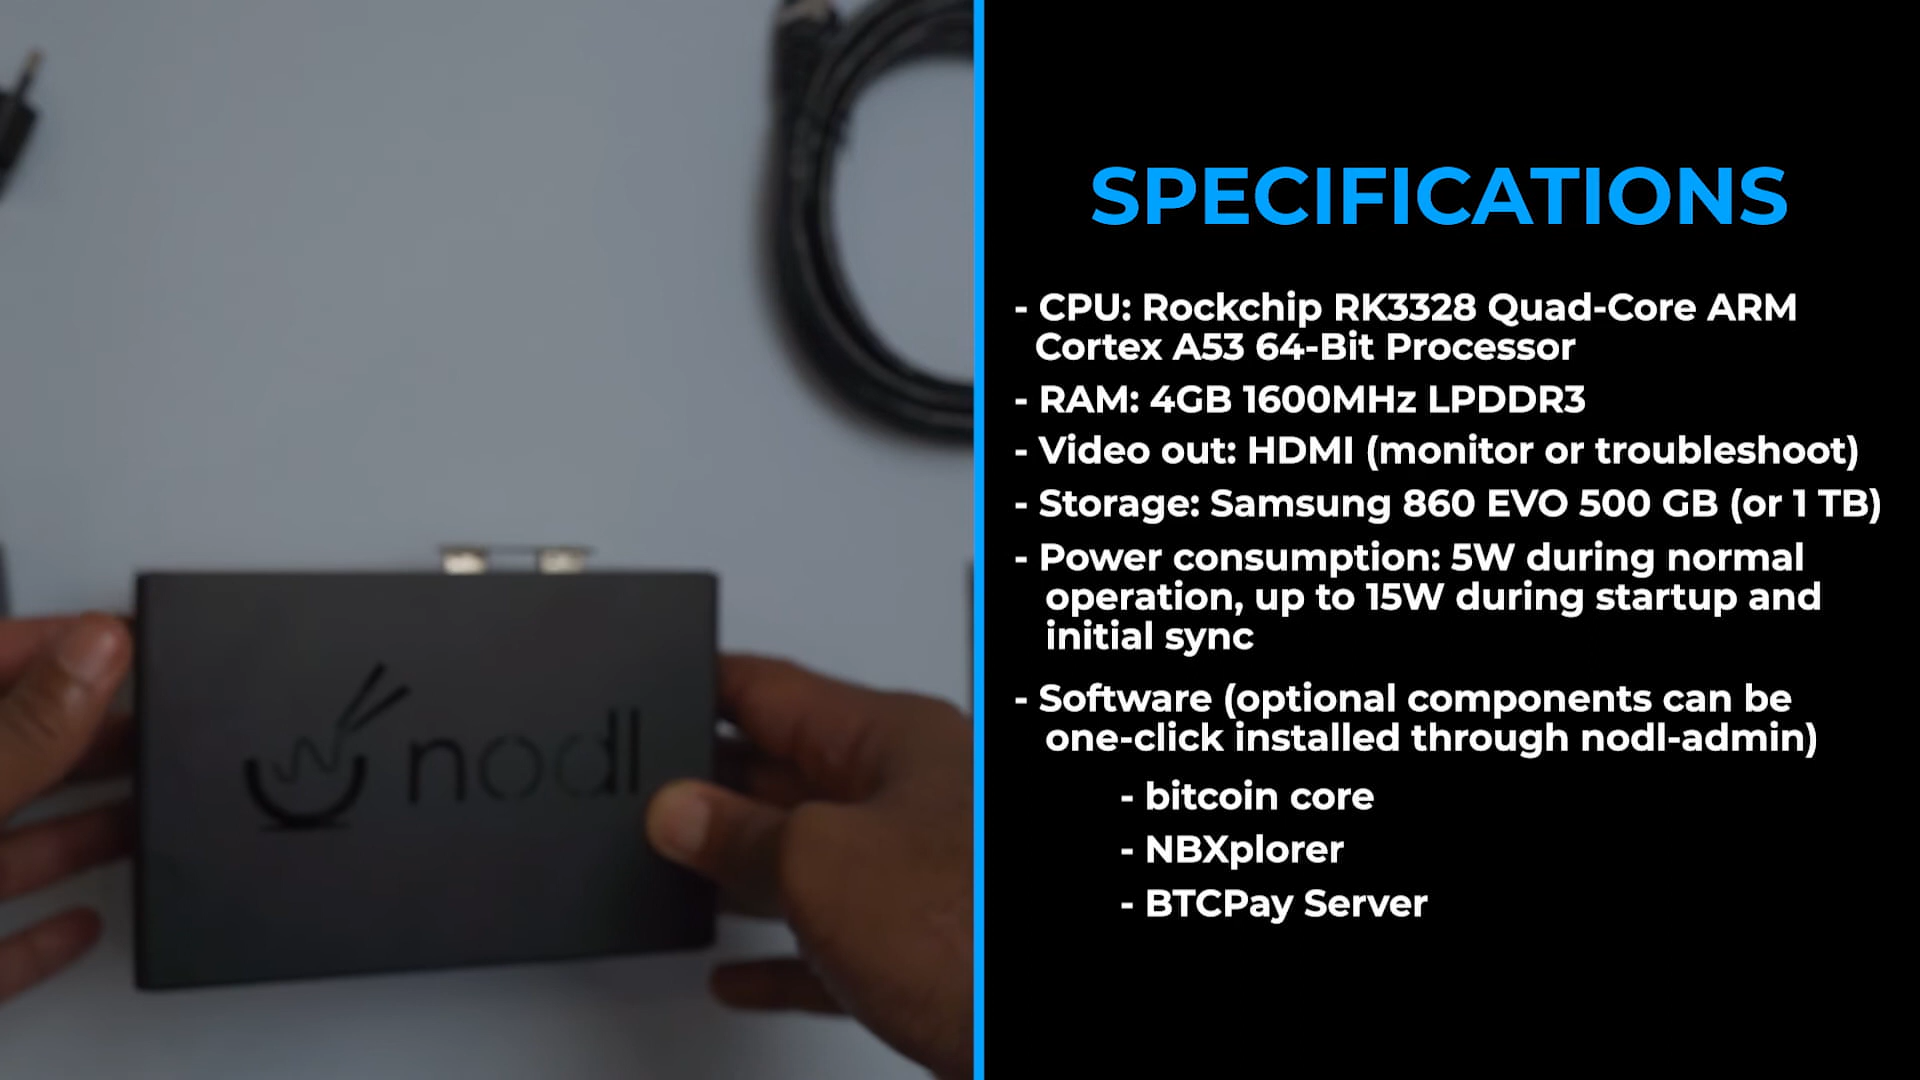 nodl
SPECIFICATIONS
- CPU: Rockchip RK3328 Quad-Core ARM
Cortex A53 64-Bit Processor
- RAM: 4GB 1600MHz LPDDR3
- Video out: HDMI (monitor or troubleshoot)
- Storage: Samsung 860 EVO 500 GB (or 1 TB)
- Power consumption: 5W during normal
operation, up to 15W during startup and
initial sync
- Software (optional components can be
one-click installed through nodl-admin)
- bitcoin core
- NBXplorer
- BTCPay Server